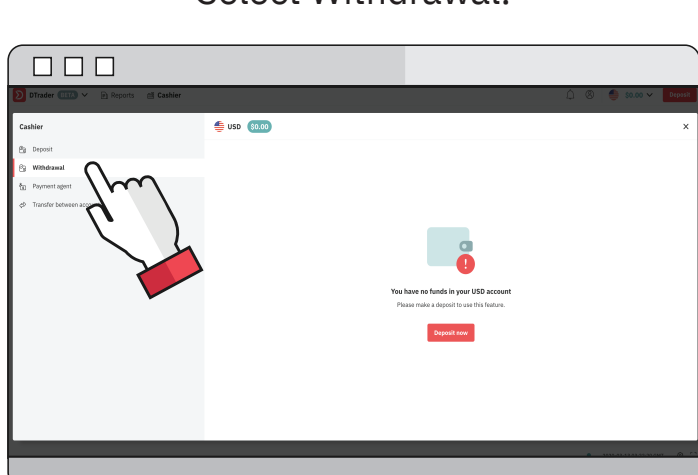 Select Withdrawal.
DTrader BETA Reports Cashier $0.00 Deposit
Cashier
USD $0.00
Deposit
Withdrawal
Payment agent
Transfer between
You have no funds in your USD account
Please make a deposit to use this feature.
Deposit now